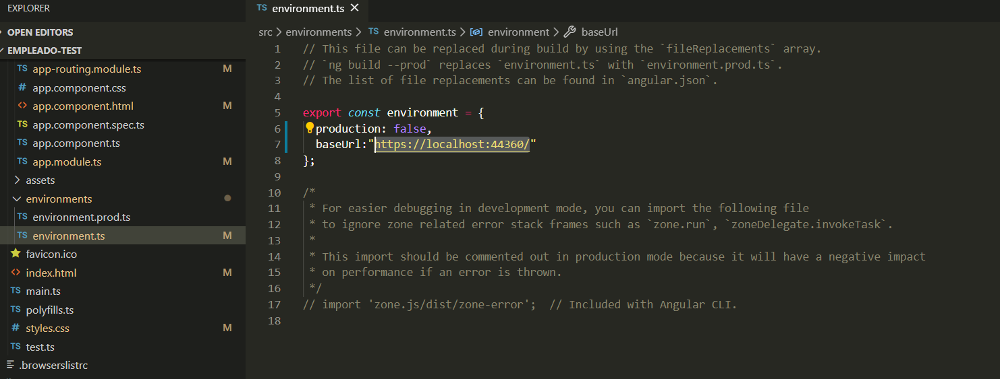 EXPLORER
OPEN EDITORS
EMPLEADO-TEST
TS app-routing.module.ts M
# app.component.css
<> app.component.html M
TS app.component.spec.ts
TS app.component.ts
TS app.module.ts M
assets
environments
TS environment.prod.ts
TS environment.ts M
favicon.ico
<> index.html M
TS main.ts
TS polyfills.ts
# styles.css M
TS test.ts
.browserslistrc
TS environment.ts ×
src > environments > TS environment.ts > environment > baseUrl
1 // This file can be replaced during build by using the `fileReplacements` array.
2 // `ng build --prod` replaces `environment.ts` with `environment.prod.ts`.
3 // The list of file replacements can be found in `angular.json`.
4
5 export const environment = {
6 production: false,
7 baseUrl:"https://localhost:44360/"
8 };
9
10 /*
11 * For easier debugging in development mode, you can import the following file
12 * to ignore zone related error stack frames such as `zone.run`, `zoneDelegate.invokeTask`.
13 *
14 * This import should be commented out in production mode because it will have a negative impact
15 * on performance if an error is thrown.
16 */
17 // import 'zone.js/dist/zone-error';  // Included with Angular CLI.
18